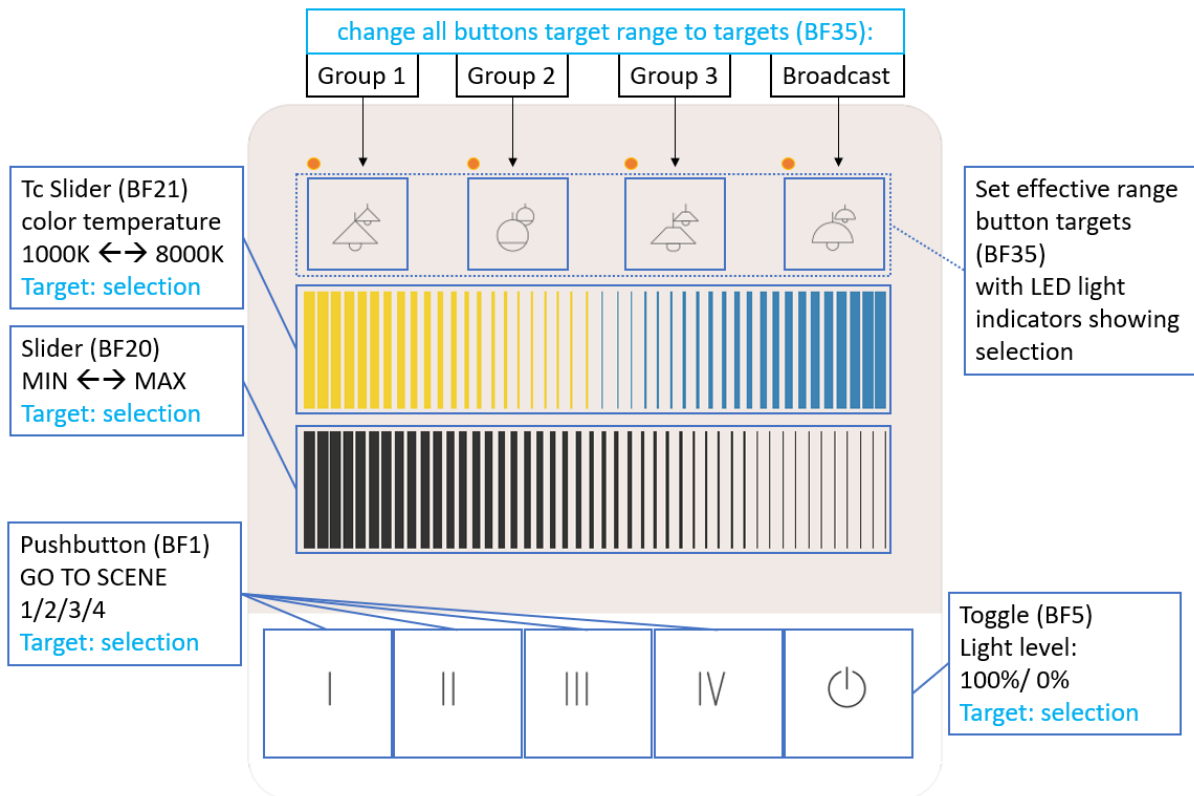 change all buttons target range to targets (BF35):
Group 1
Group 2
Group 3
Broadcast
Tc Slider (BF21)
color temperature
1000K ←→ 8000K
Target: selection
Set effective range
button targets
(BF35)
with LED light
indicators showing
selection
Slider (BF20)
MIN ←→ MAX
Target: selection
Pushbutton (BF1)
GO TO SCENE
1/2/3/4
Target: selection
Toggle (BF5)
Light level:
100%/ 0%
Target: selection
I
II
III
IV